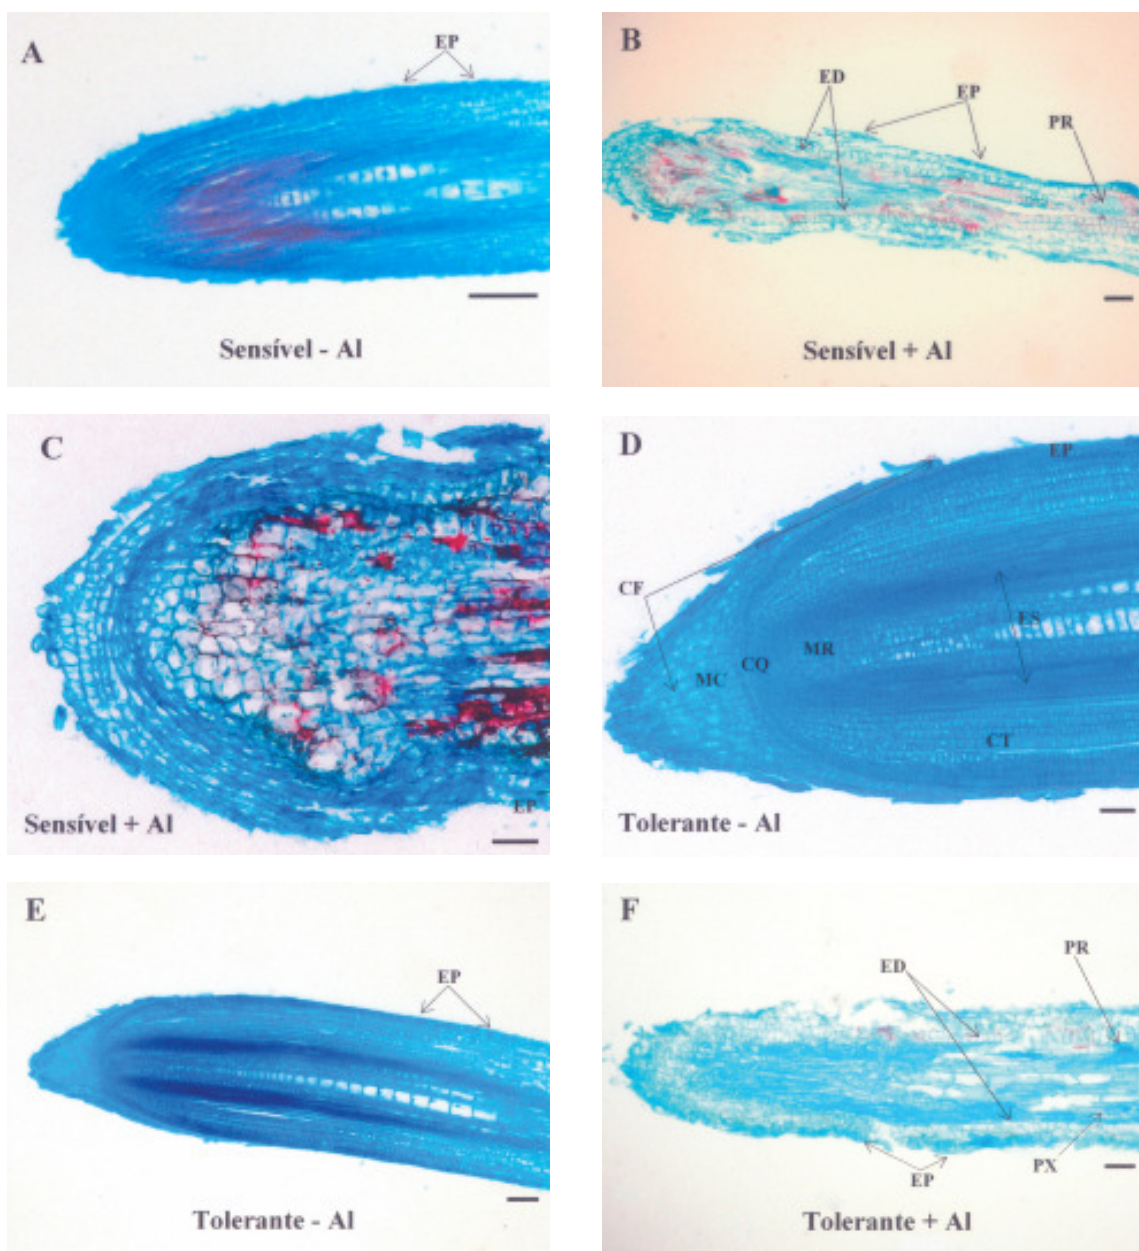 A
EP
Sensível - Al
B
ED
EP
PR
Sensível + Al
C
EP
Sensível + Al
D
EP
CF
ES
MR
CQ
MC
CT
Tolerante - Al
E
EP
Tolerante - Al
F
PR
ED
EP
PX
Tolerante + Al